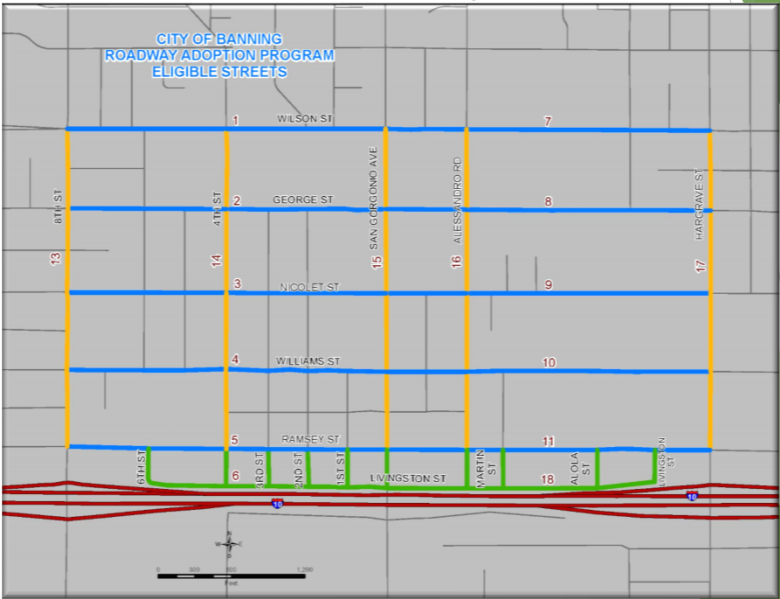 CITY OF BANNING
ROADWAY ADOPTION PROGRAM
ELIGIBLE STREETS
1 WILSON ST 7
8TH ST
4TH ST
SAN GORGONIO AVE
ALESSANDRO RD
HARGRAVE ST
2 GEORGE ST 8
13
14
15
16
17
3 NICOLET ST 9
4 WILLIAMS ST 10
5 RAMSEY ST 11
6TH ST
3RD ST
2ND ST
1ST ST
MARTIN
ST
ALOLA
ST
LIVINGSTON
ST
6 LIVINGSTON ST 18
10
10
N
W E
S
0 300 600 1,200
Feet